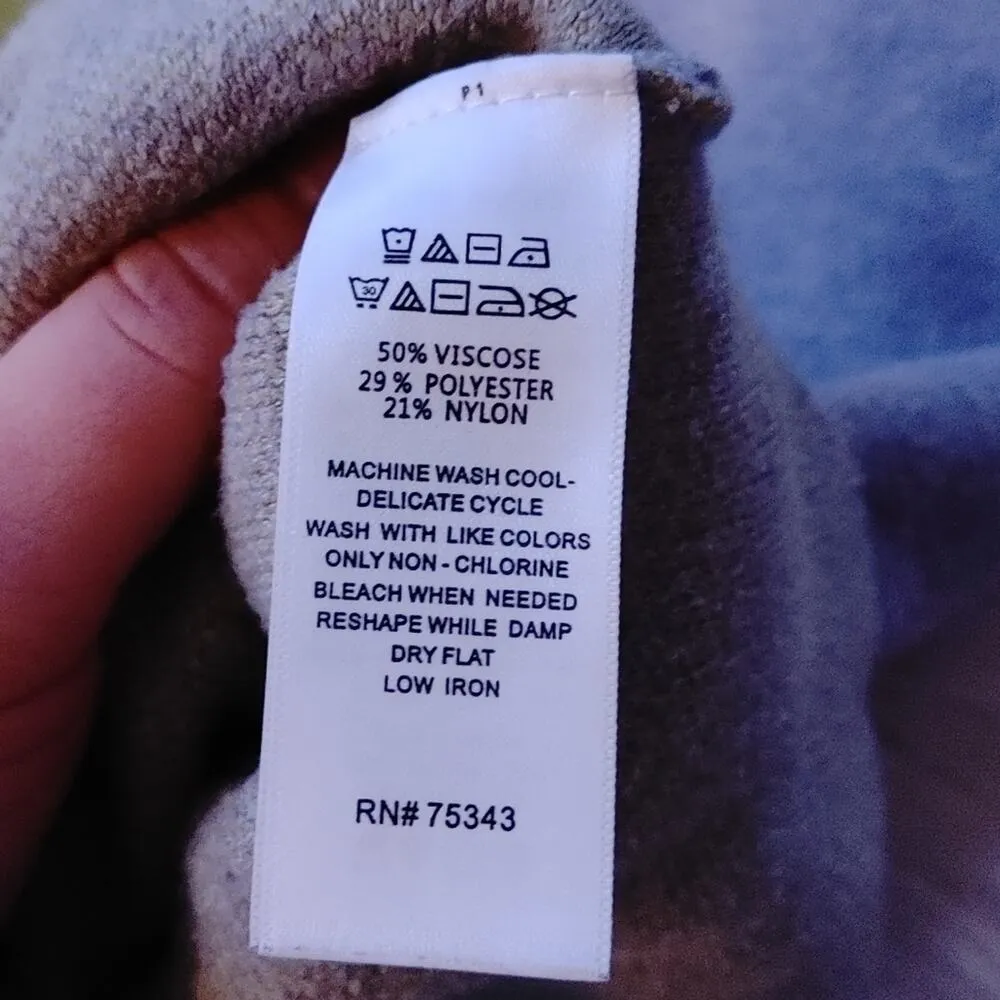 P1
30
50% VISCOSE
29% POLYESTER
21% NYLON
MACHINE WASH COOL-
DELICATE CYCLE
WASH WITH LIKE COLORS
ONLY NON-CHLORINE
BLEACH WHEN NEEDED
RESHAPE WHILE DAMP
DRY FLAT
LOW IRON
RN# 75343